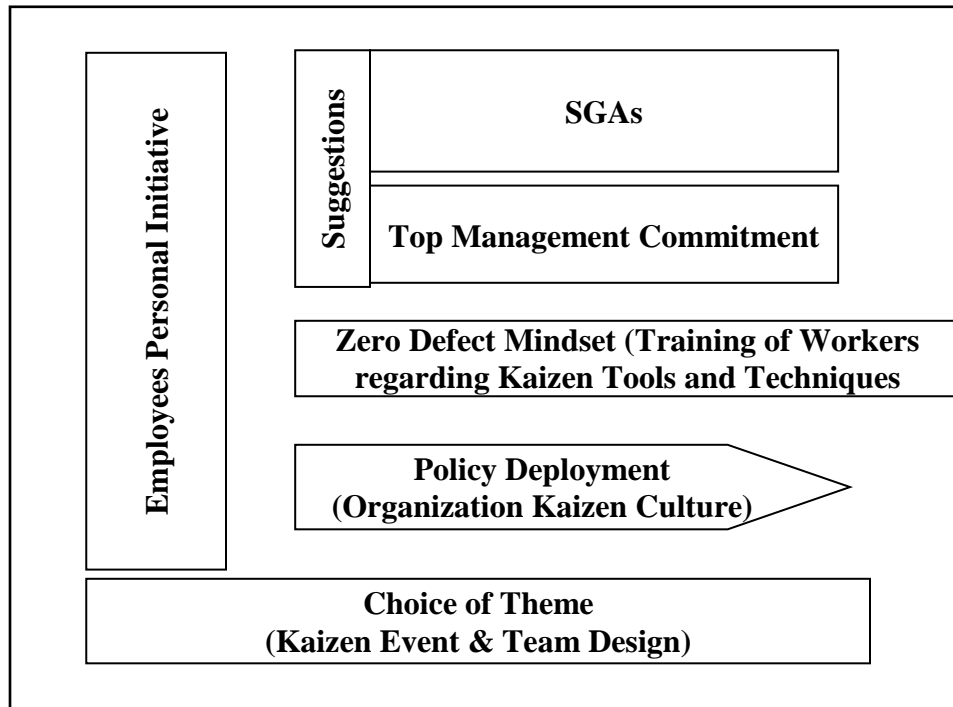 Employees Personal Initiative
Suggestions
SGAs
Top Management Commitment
Zero Defect Mindset (Training of Workers
regarding Kaizen Tools and Techniques
Policy Deployment
(Organization Kaizen Culture)
Choice of Theme
(Kaizen Event & Team Design)